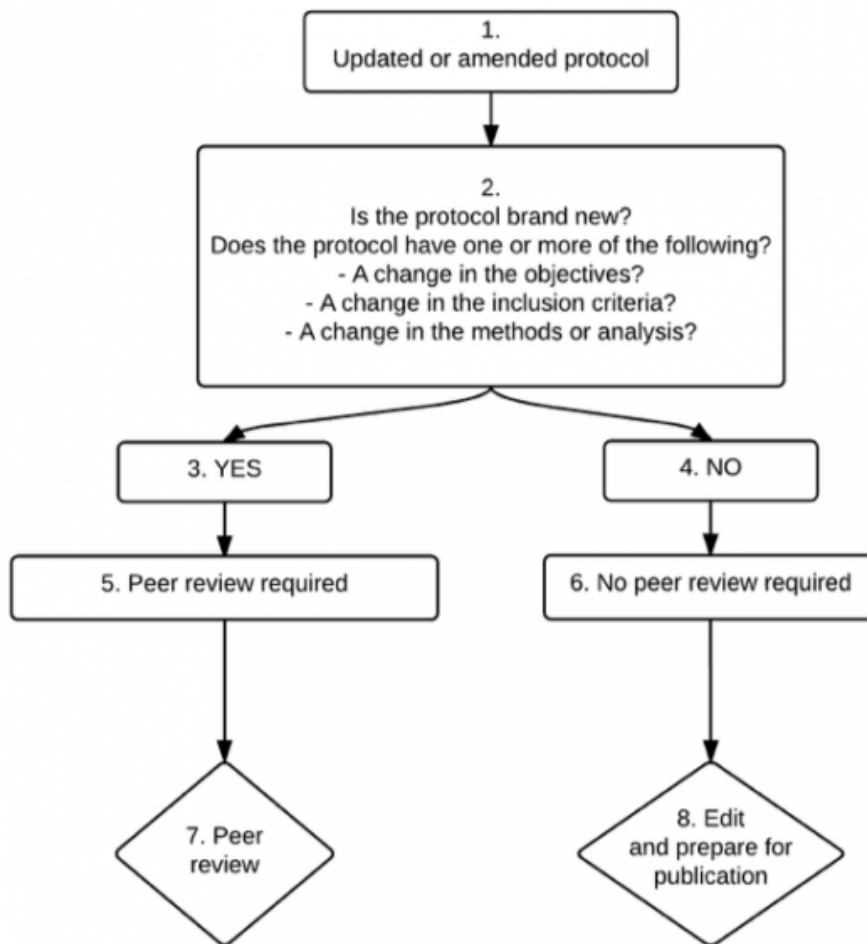 1.
Updated or amended protocol
2.
Is the protocol brand new?
Does the protocol have one or more of the following?
- A change in the objectives?
- A change in the inclusion criteria?
- A change in the methods or analysis?
3. YES
4. NO
5. Peer review required
6. No peer review required
7. Peer
review
8. Edit
and prepare for
publication